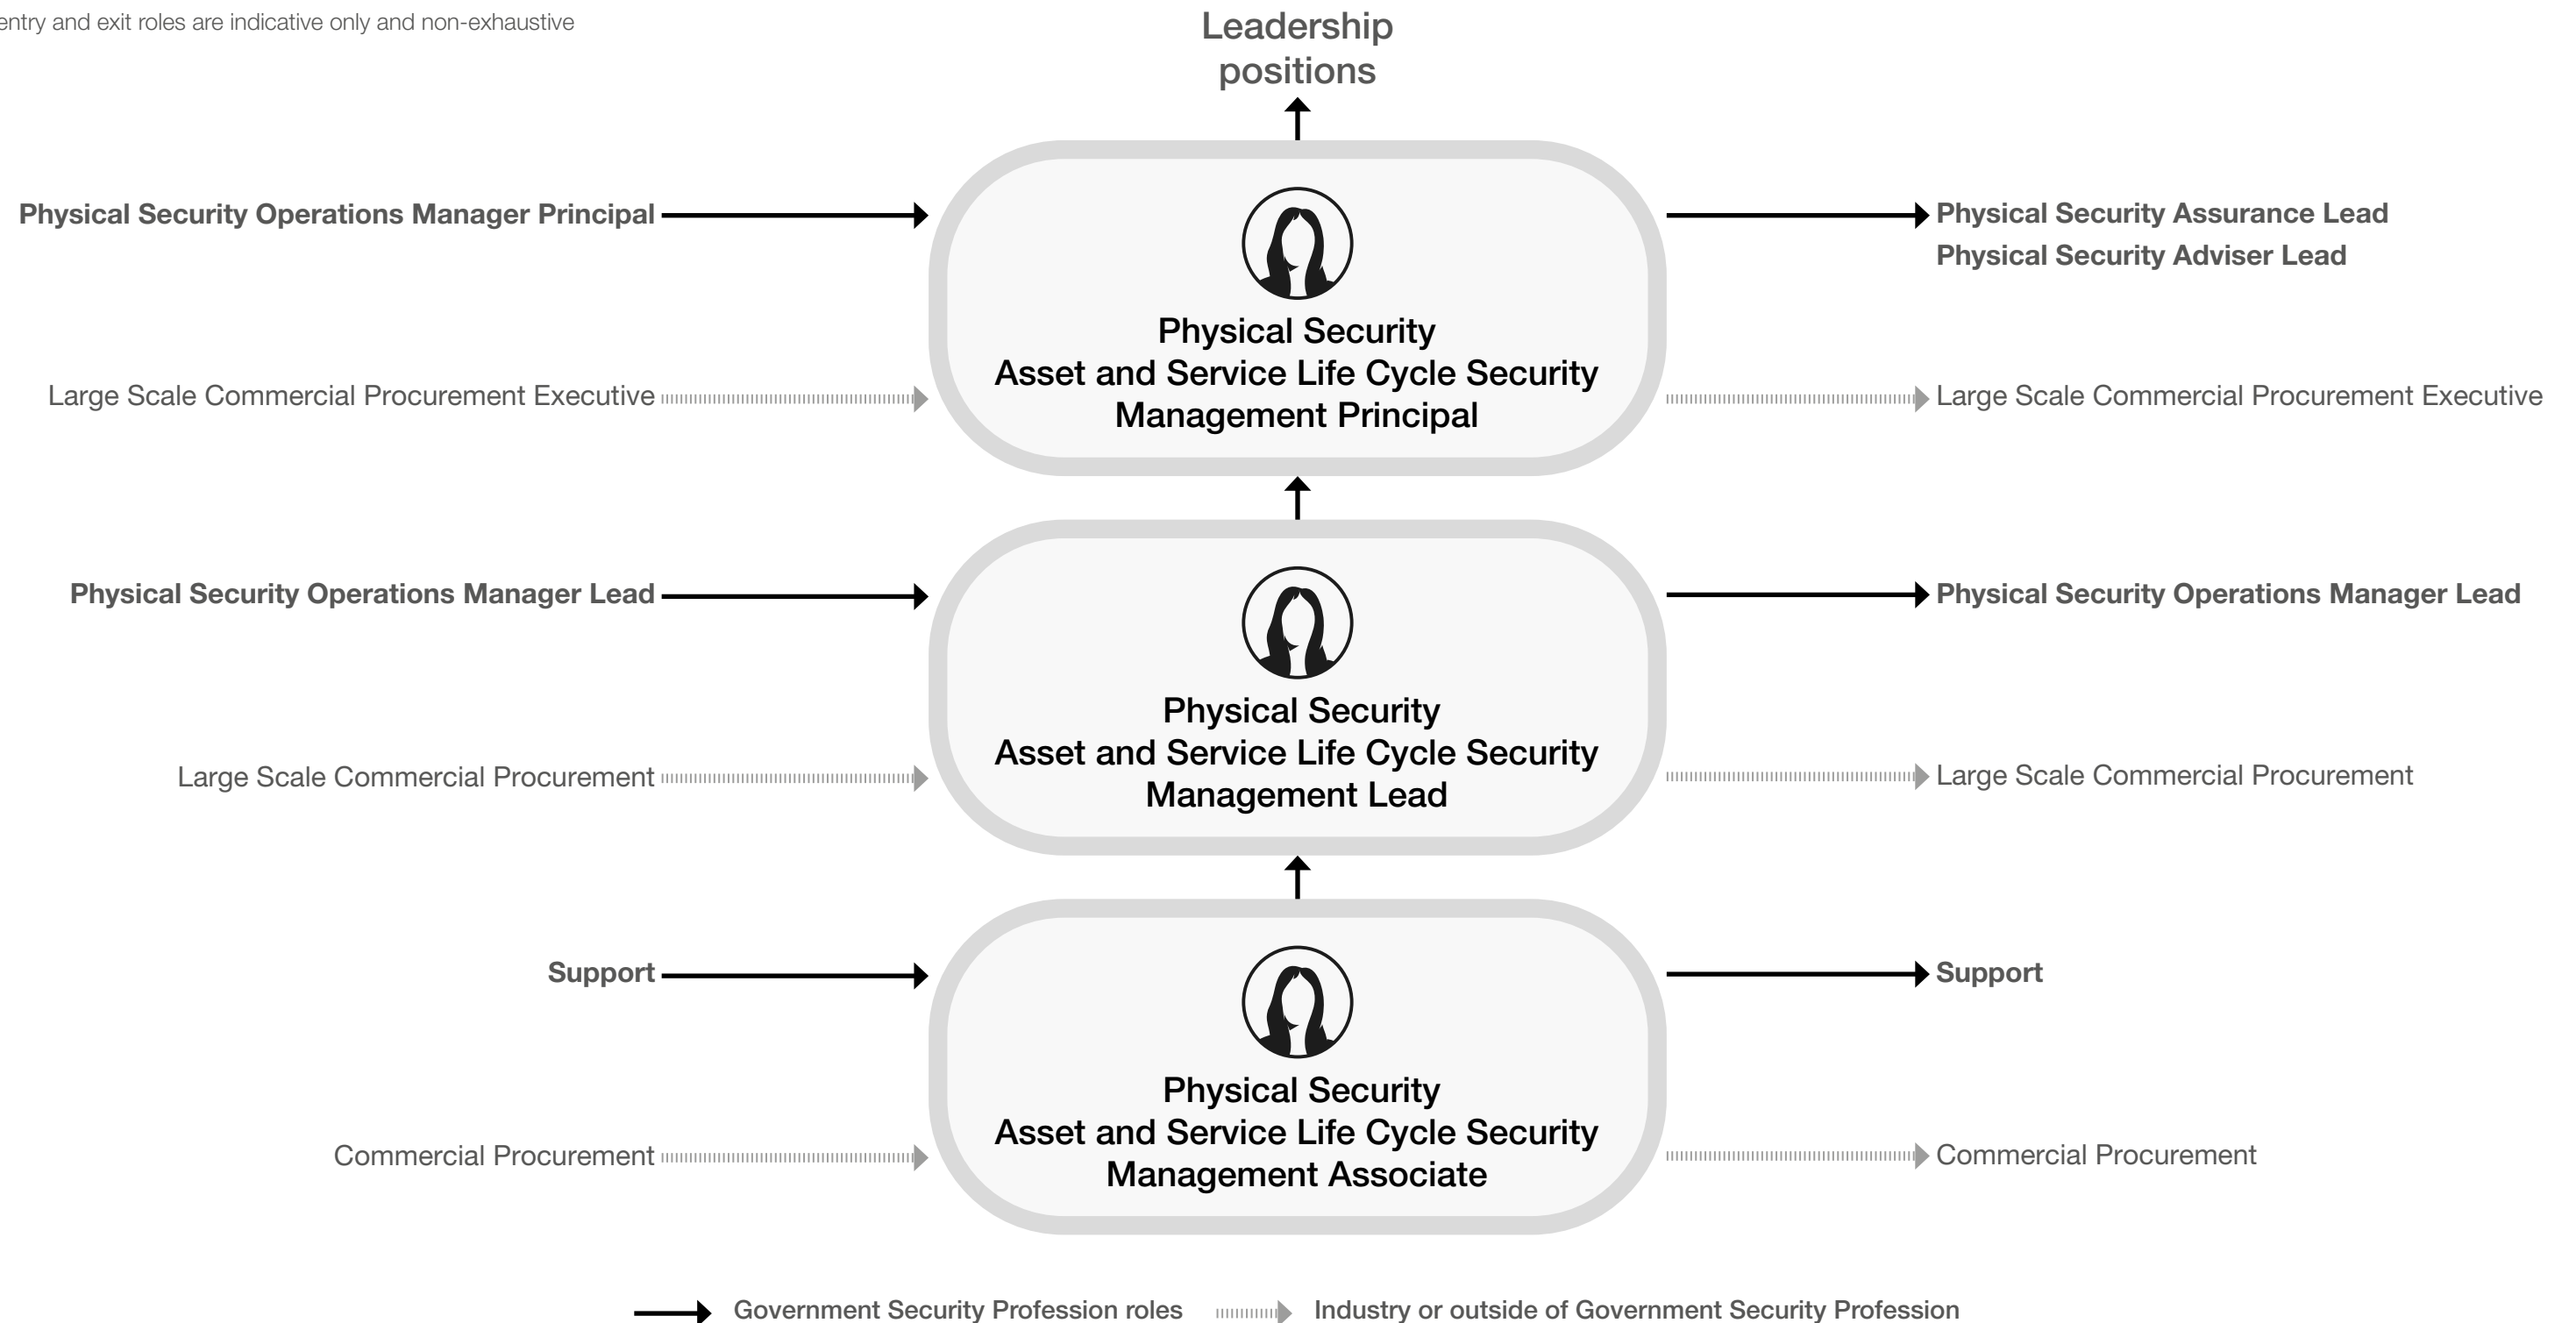 entry and exit roles are indicative only and non-exhaustive
Leadership
positions
Physical Security Operations Manager Principal
Large Scale Commercial Procurement Executive
Physical Security
Asset and Service Life Cycle Security
Management Principal
Physical Security Assurance Lead
Physical Security Adviser Lead
Large Scale Commercial Procurement Executive
Physical Security Operations Manager Lead
Large Scale Commercial Procurement
Physical Security
Asset and Service Life Cycle Security
Management Lead
Physical Security Operations Manager Lead
Large Scale Commercial Procurement
Support
Commercial Procurement
Physical Security
Asset and Service Life Cycle Security
Management Associate
Support
Commercial Procurement
Government Security Profession roles
Industry or outside of Government Security Profession